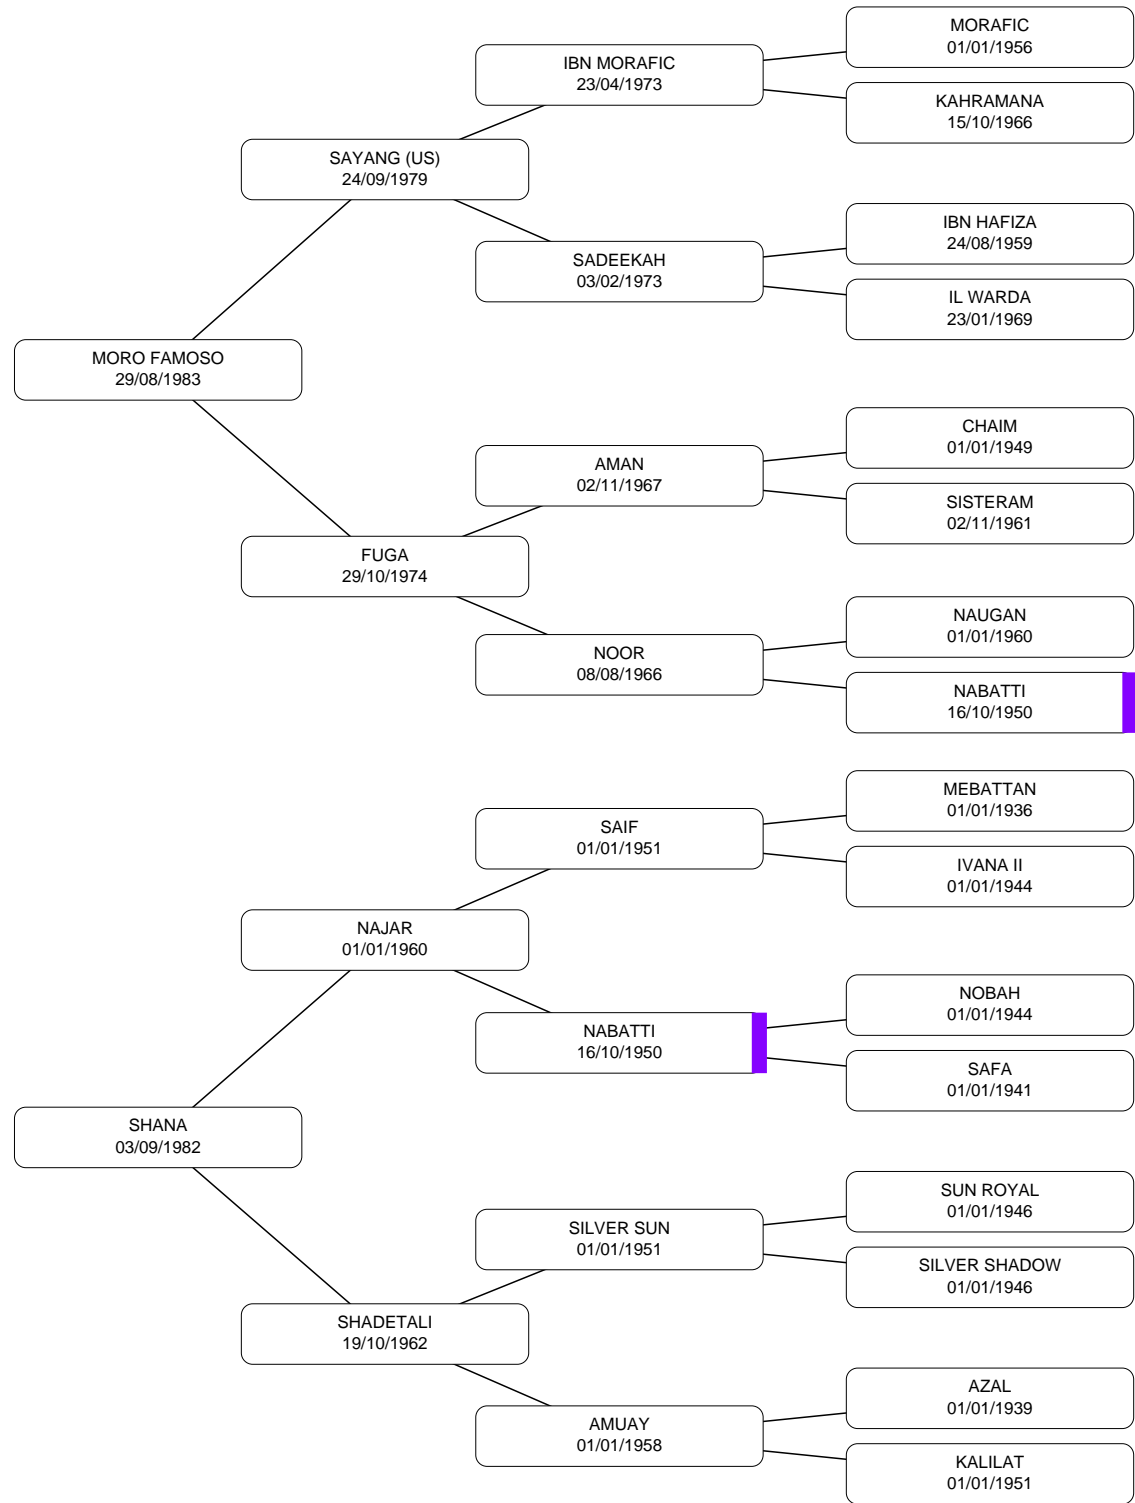 MORAFIC
01/01/1956
IBN MORAFIC
23/04/1973
KAHRAMANA
15/10/1966
SAYANG (US)
24/09/1979
IBN HAFIZA
24/08/1959
SADEEKAH
03/02/1973
IL WARDA
23/01/1969
MORO FAMOSO
29/08/1983
CHAIM
01/01/1949
AMAN
02/11/1967
SISTERAM
02/11/1961
FUGA
29/10/1974
NAUGAN
01/01/1960
NOOR
08/08/1966
NABATTI
16/10/1950
MEBATTAN
01/01/1936
SAIF
01/01/1951
IVANA II
01/01/1944
NAJAR
01/01/1960
NOBAH
01/01/1944
NABATTI
16/10/1950
SAFA
01/01/1941
SHANA
03/09/1982
SUN ROYAL
01/01/1946
SILVER SUN
01/01/1951
SILVER SHADOW
01/01/1946
SHADETALI
19/10/1962
AZAL
01/01/1939
AMUAY
01/01/1958
KALILAT
01/01/1951